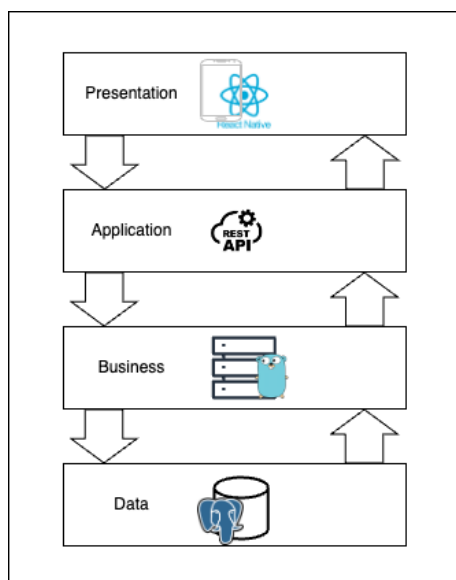 Presentation
React Native
Application
REST
API
Business
Data